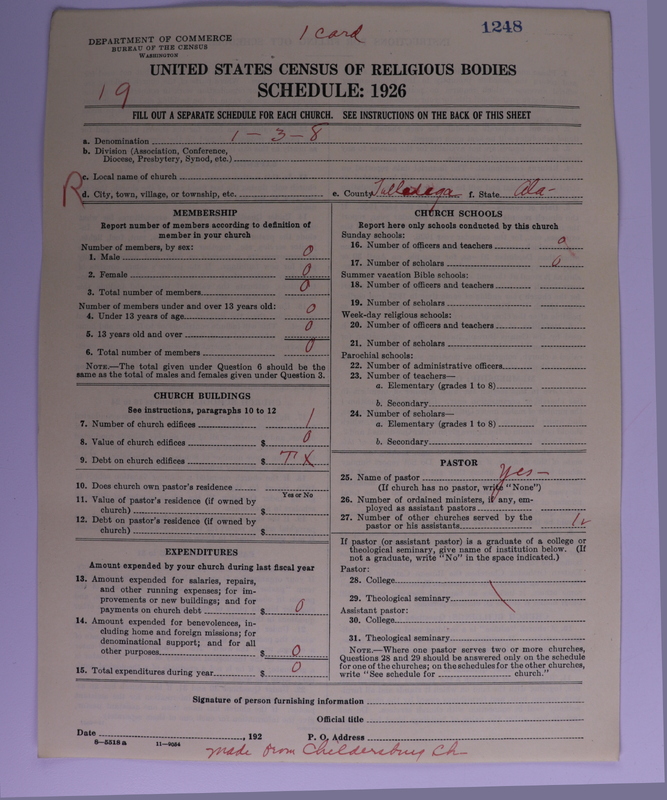 1 card
1248
DEPARTMENT OF COMMERCE
BUREAU OF THE CENSUS
WASHINGTON
UNITED STATES CENSUS OF RELIGIOUS BODIES
19
SCHEDULE: 1926
FILL OUT A SEPARATE SCHEDULE FOR EACH CHURCH. SEE INSTRUCTIONS ON THE BACK OF THIS SHEET
a. Denomination 1-3-8
b. Division (Association, Conference,
Diocese, Presbytery, Synod, etc.)
c. Local name of church
R
d. City, town, village, or township, etc. e. County Talladega f. State Ala-
MEMBERSHIP
Report number of members according to definition of
member in your church
Number of members, by sex:
1. Male 0
2. Female 0
3. Total number of members 0
Number of members under and over 13 years old:
4. Under 13 years of age 0
5. 13 years old and over 0
6. Total number of members 0
NOTE.—The total given under Question 6 should be the
same as the total of males and females given under Question 3.
CHURCH BUILDINGS
See instructions, paragraphs 10 to 12
7. Number of church edifices 1
8. Value of church edifices $ 0
9. Debt on church edifices $ TX
10. Does church own pastor's residence
Yes or No
11. Value of pastor's residence (if owned by
church) $
12. Debt on pastor's residence (if owned by
church) $
EXPENDITURES
Amount expended by your church during last fiscal year
13. Amount expended for salaries, repairs,
and other running expenses; for im-
provements or new buildings; and for
payments on church debt $ 0
14. Amount expended for benevolences, in-
cluding home and foreign missions; for
denominational support; and for all
other purposes $ 0
15. Total expenditures during year $ 0
CHURCH SCHOOLS
Report here only schools conducted by this church
Sunday schools:
16. Number of officers and teachers 0
17. Number of scholars 0
Summer vacation Bible schools:
18. Number of officers and teachers
19. Number of scholars
Week-day religious schools:
20. Number of officers and teachers
21. Number of scholars
Parochial schools:
22. Number of administrative officers
23. Number of teachers—
a. Elementary (grades 1 to 8)
b. Secondary
24. Number of scholars—
a. Elementary (grades 1 to 8)
b. Secondary
PASTOR
25. Name of pastor yes-
(If church has no pastor, write "None")
26. Number of ordained ministers, if any, em-
ployed as assistant pastors
27. Number of other churches served by the
pastor or his assistants
If pastor (or assistant pastor) is a graduate of a college or
theological seminary, give name of institution below. (If
not a graduate, write "No" in the space indicated.)
Pastor:
28. College
29. Theological seminary
Assistant pastor:
30. College
31. Theological seminary
NOTE.—Where one pastor serves two or more churches,
Questions 28 and 29 should be answered only on the schedule
for one of the churches; on the schedules for the other churches,
write "See schedule for church."
Signature of person furnishing information
Official title
Date , 192 P. O. Address
8—5518a 11—9054
made from Childersburg Ch